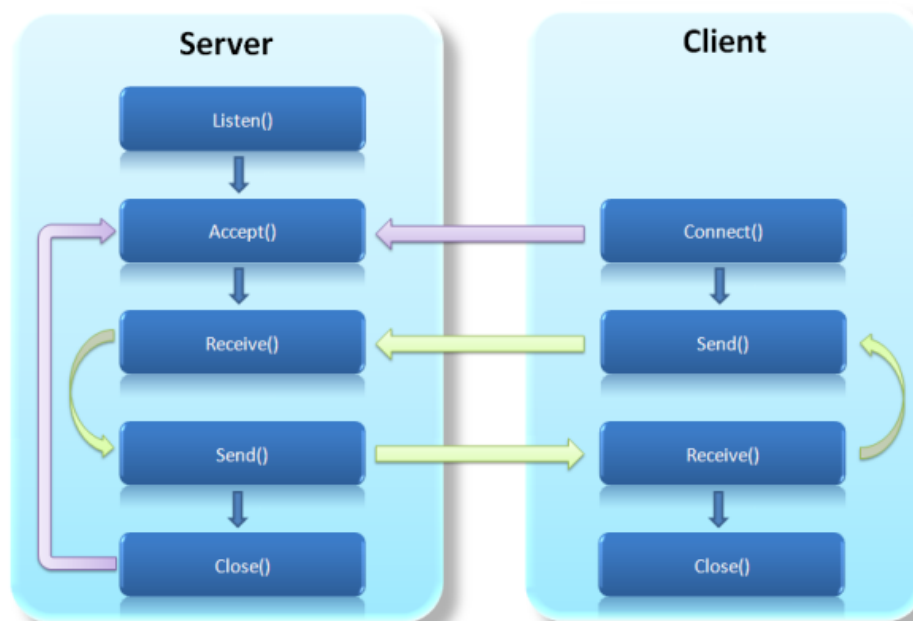 Server
Listen()
Accept()
Receive()
Send()
Close()
Client
Connect()
Send()
Receive()
Close()